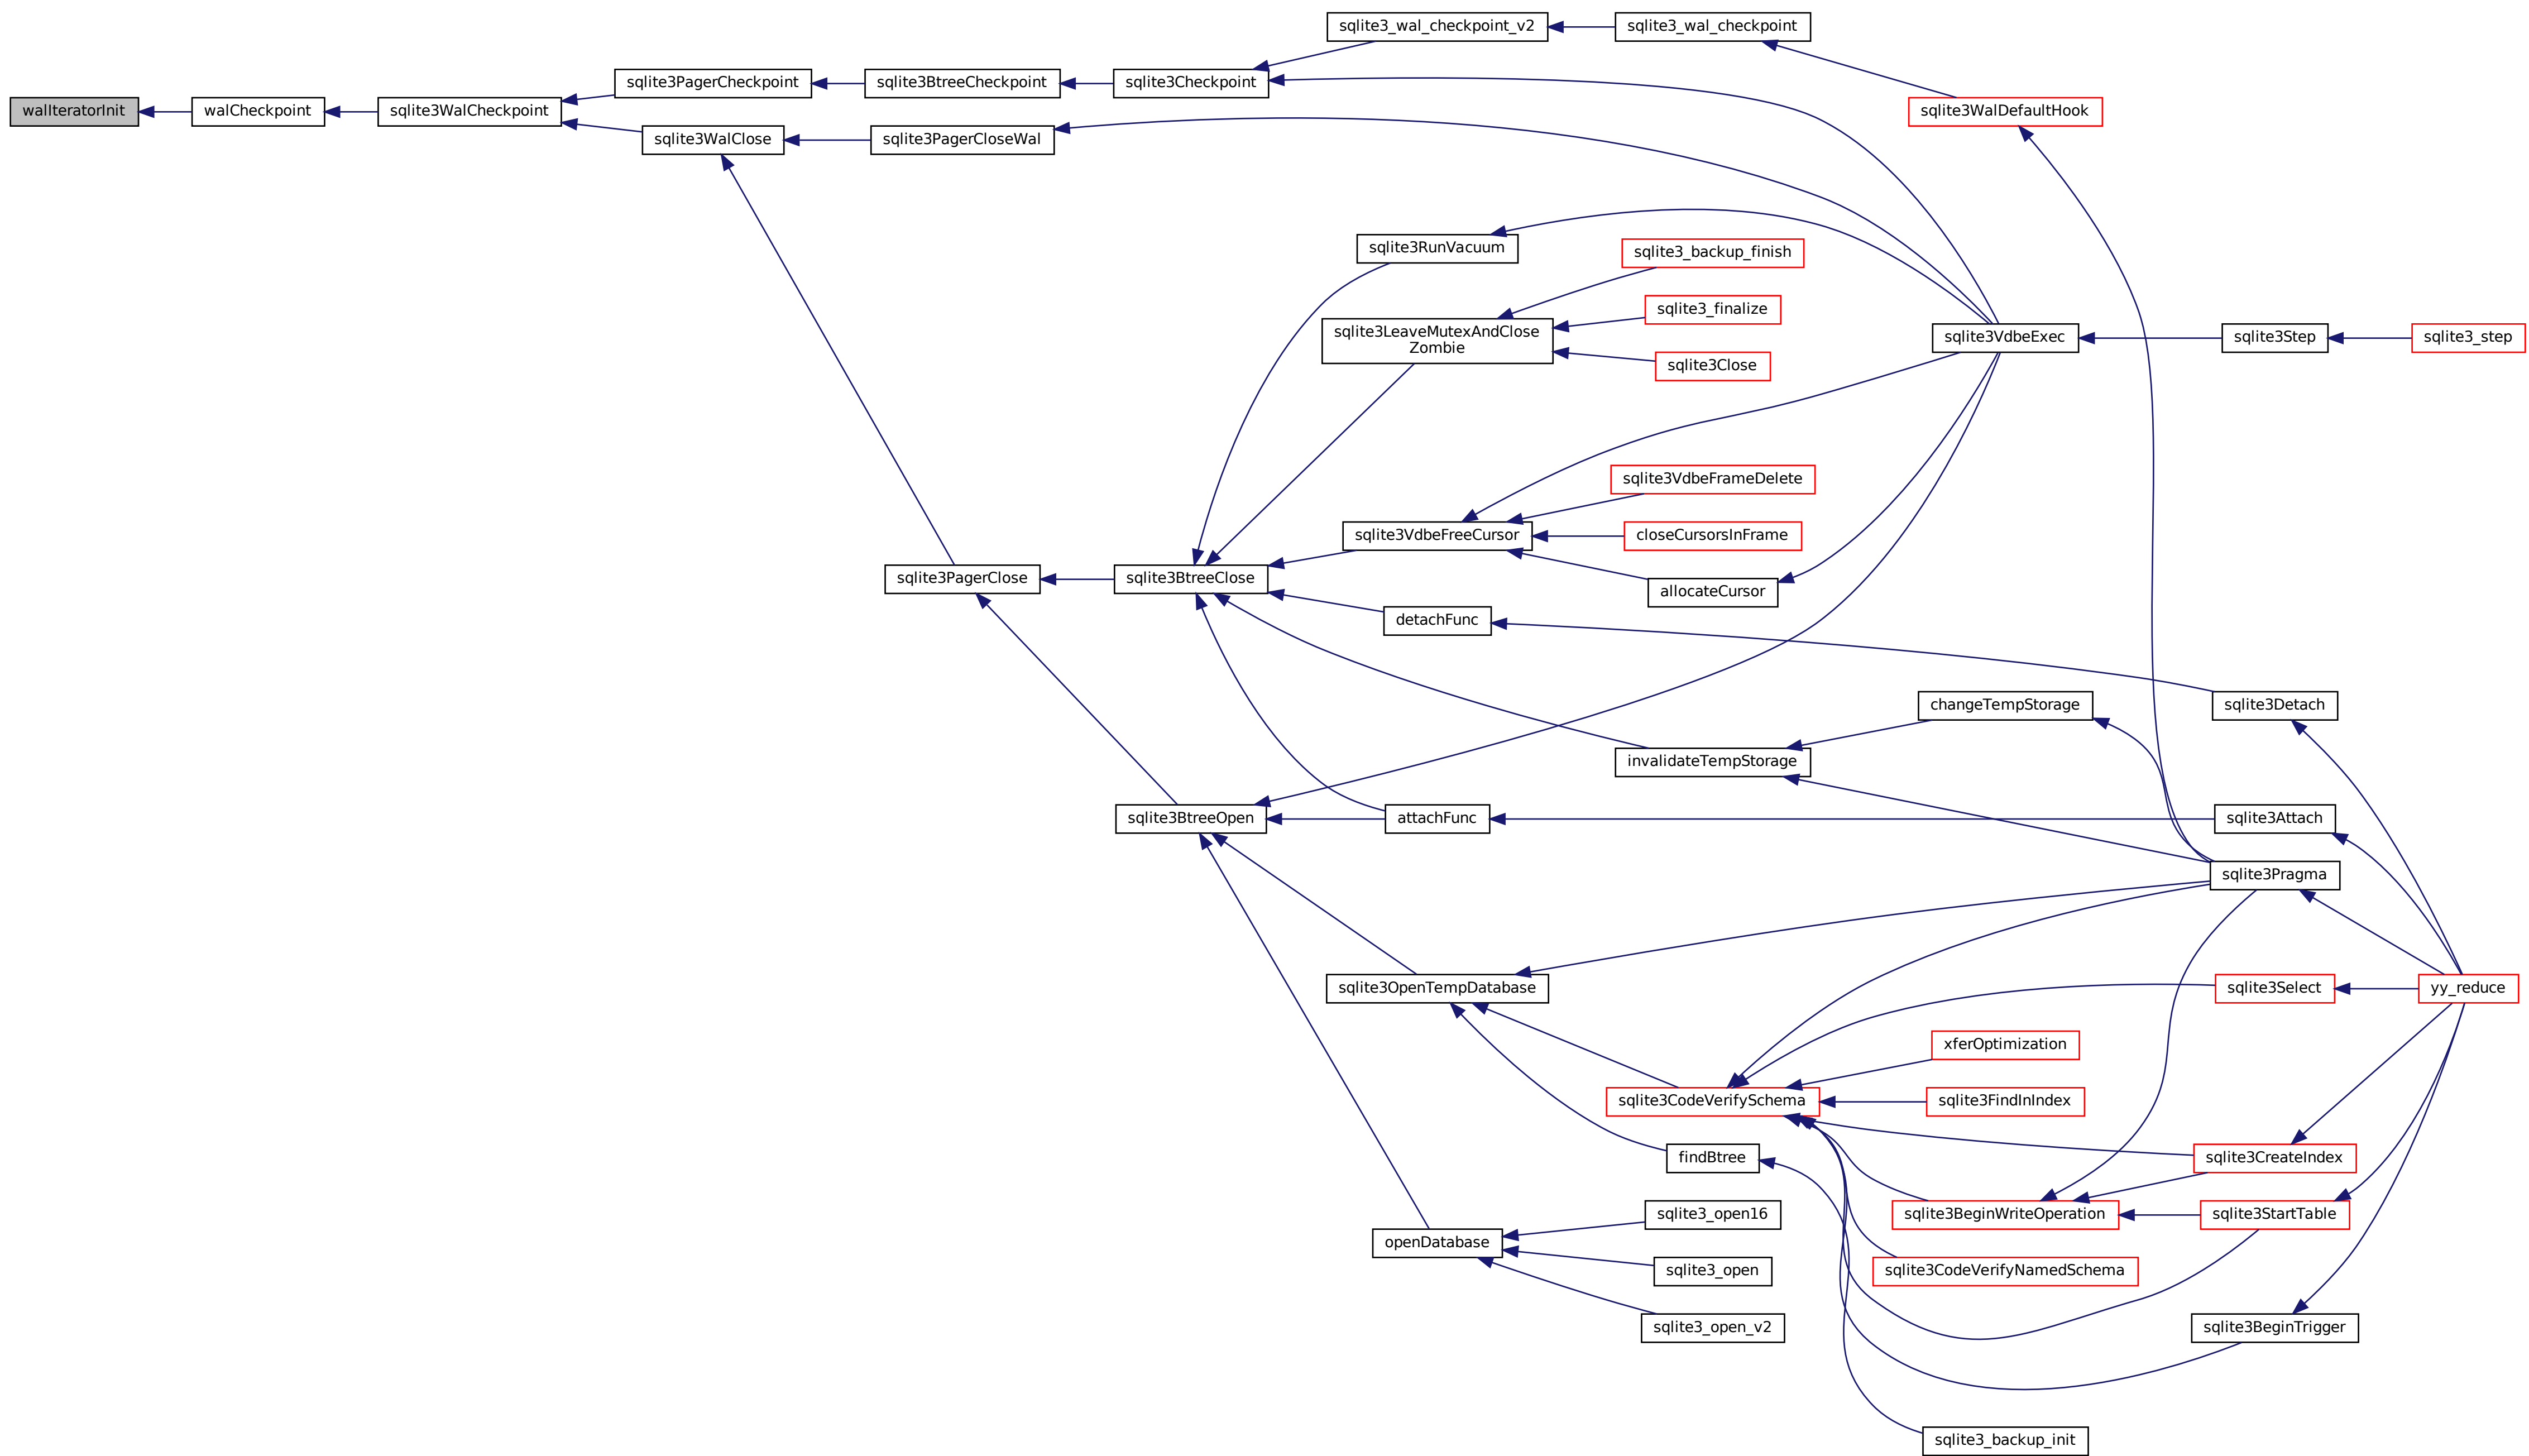 sqlite3_wal_checkpoint_v2
sqlite3_wal_checkpoint
sqlite3PagerCheckpoint
sqlite3BtreeCheckpoint
sqlite3Checkpoint
walIteratorInit
walCheckpoint
sqlite3WalCheckpoint
sqlite3WalDefaultHook
sqlite3WalClose
sqlite3PagerCloseWal
sqlite3RunVacuum
sqlite3_backup_finish
sqlite3_finalize
sqlite3LeaveMutexAndClose
Zombie
sqlite3VdbeExec
sqlite3Step
sqlite3_step
sqlite3Close
sqlite3VdbeFrameDelete
sqlite3VdbeFreeCursor
closeCursorsInFrame
sqlite3PagerClose
sqlite3BtreeClose
allocateCursor
detachFunc
changeTempStorage
sqlite3Detach
invalidateTempStorage
sqlite3BtreeOpen
attachFunc
sqlite3Attach
sqlite3Pragma
sqlite3OpenTempDatabase
sqlite3Select
yy_reduce
xferOptimization
sqlite3CodeVerifySchema
sqlite3FindInIndex
findBtree
sqlite3CreateIndex
sqlite3_open16
sqlite3BeginWriteOperation
sqlite3StartTable
openDatabase
sqlite3_open
sqlite3CodeVerifyNamedSchema
sqlite3_open_v2
sqlite3BeginTrigger
sqlite3_backup_init